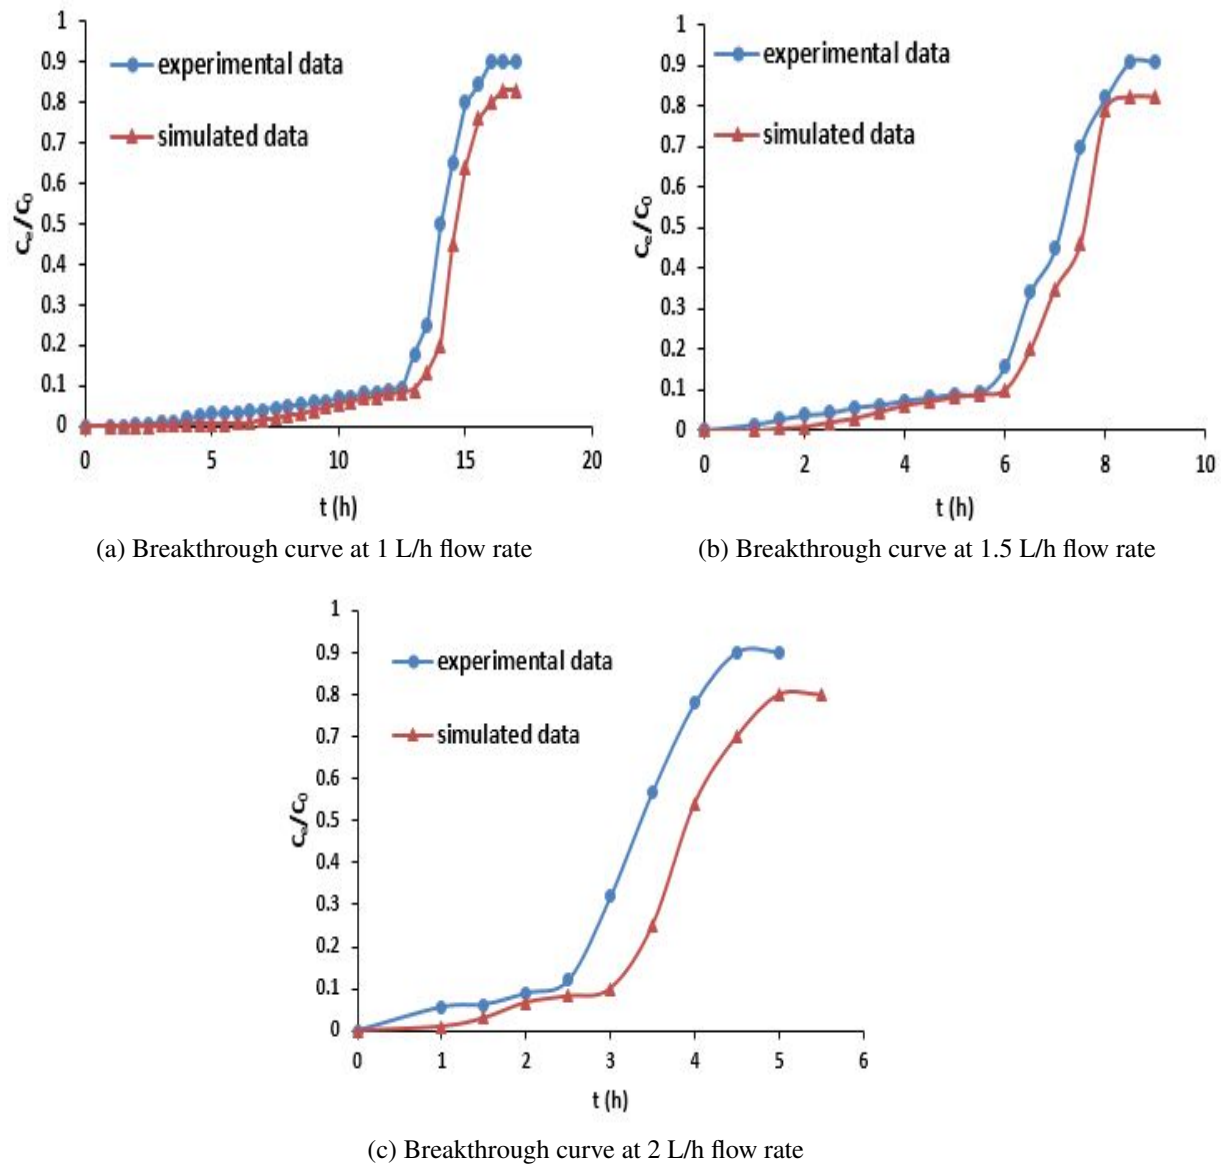 1
0.9
0.8
0.7
0.6
0.5
0.4
0.3
0.2
0.1
0
Ce/C0
experimental data
simulated data
0 5 10 15 20
t (h)
(a) Breakthrough curve at 1 L/h flow rate
1
0.9
0.8
0.7
0.6
0.5
0.4
0.3
0.2
0.1
0
Ce/C0
experimental data
simulated data
0 2 4 6 8 10
t (h)
(b) Breakthrough curve at 1.5 L/h flow rate
1
0.9
0.8
0.7
0.6
0.5
0.4
0.3
0.2
0.1
0
Ce/C0
experimental data
simulated data
0 1 2 3 4 5 6
t (h)
(c) Breakthrough curve at 2 L/h flow rate